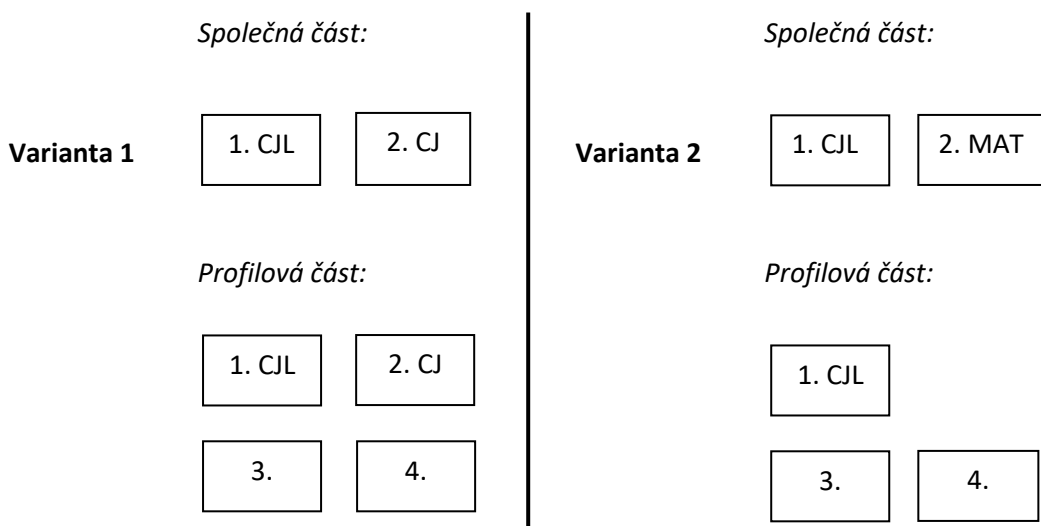 Společná část:
Varianta 1
1. CJL
2. CJ
Profilová část:
1. CJL
2. CJ
3.
4.
Společná část:
Varianta 2
1. CJL
2. MAT
Profilová část:
1. CJL
3.
4.